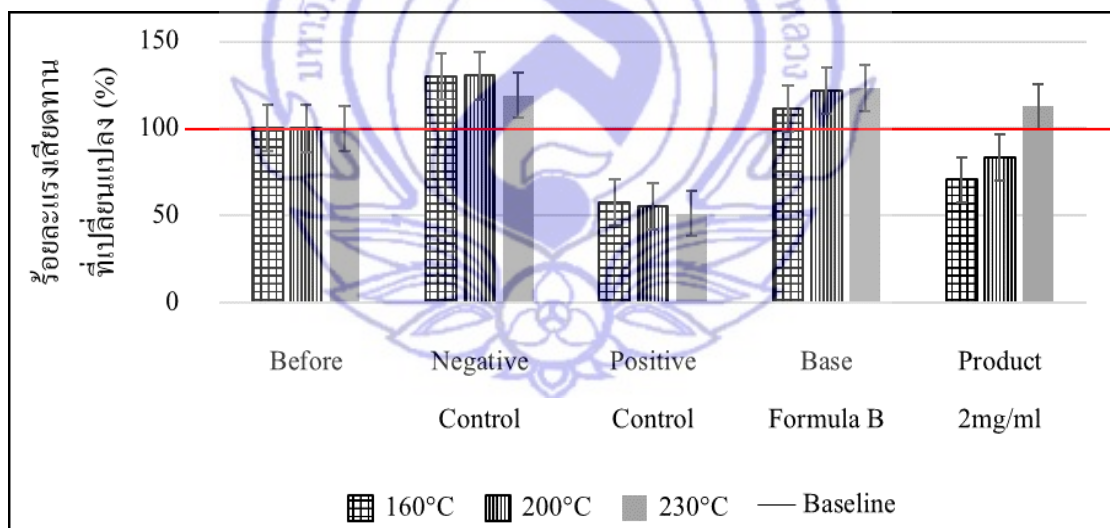 ร้อยละแรงเสียดทาน
ที่เปลี่ยนแปลง (%)
150
100
50
0
Before Negative Positive Base Product
Control Control Formula B 2mg/ml
160°C 200°C 230°C Baseline